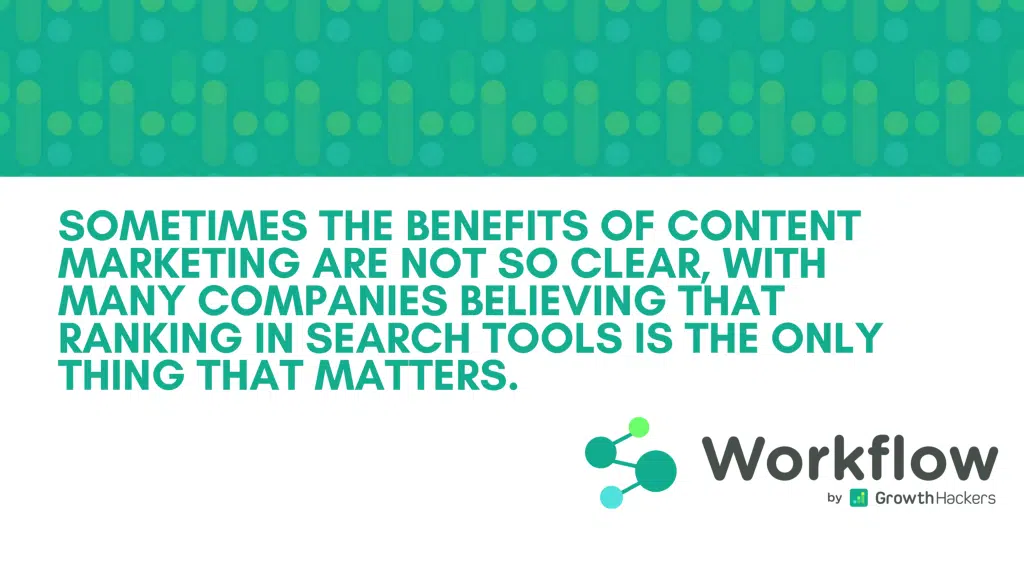 SOMETIMES THE BENEFITS OF CONTENT
MARKETING ARE NOT SO CLEAR, WITH
MANY COMPANIES BELIEVING THAT
RANKING IN SEARCH TOOLS IS THE ONLY
THING THAT MATTERS.
Workflow
by GrowthHackers